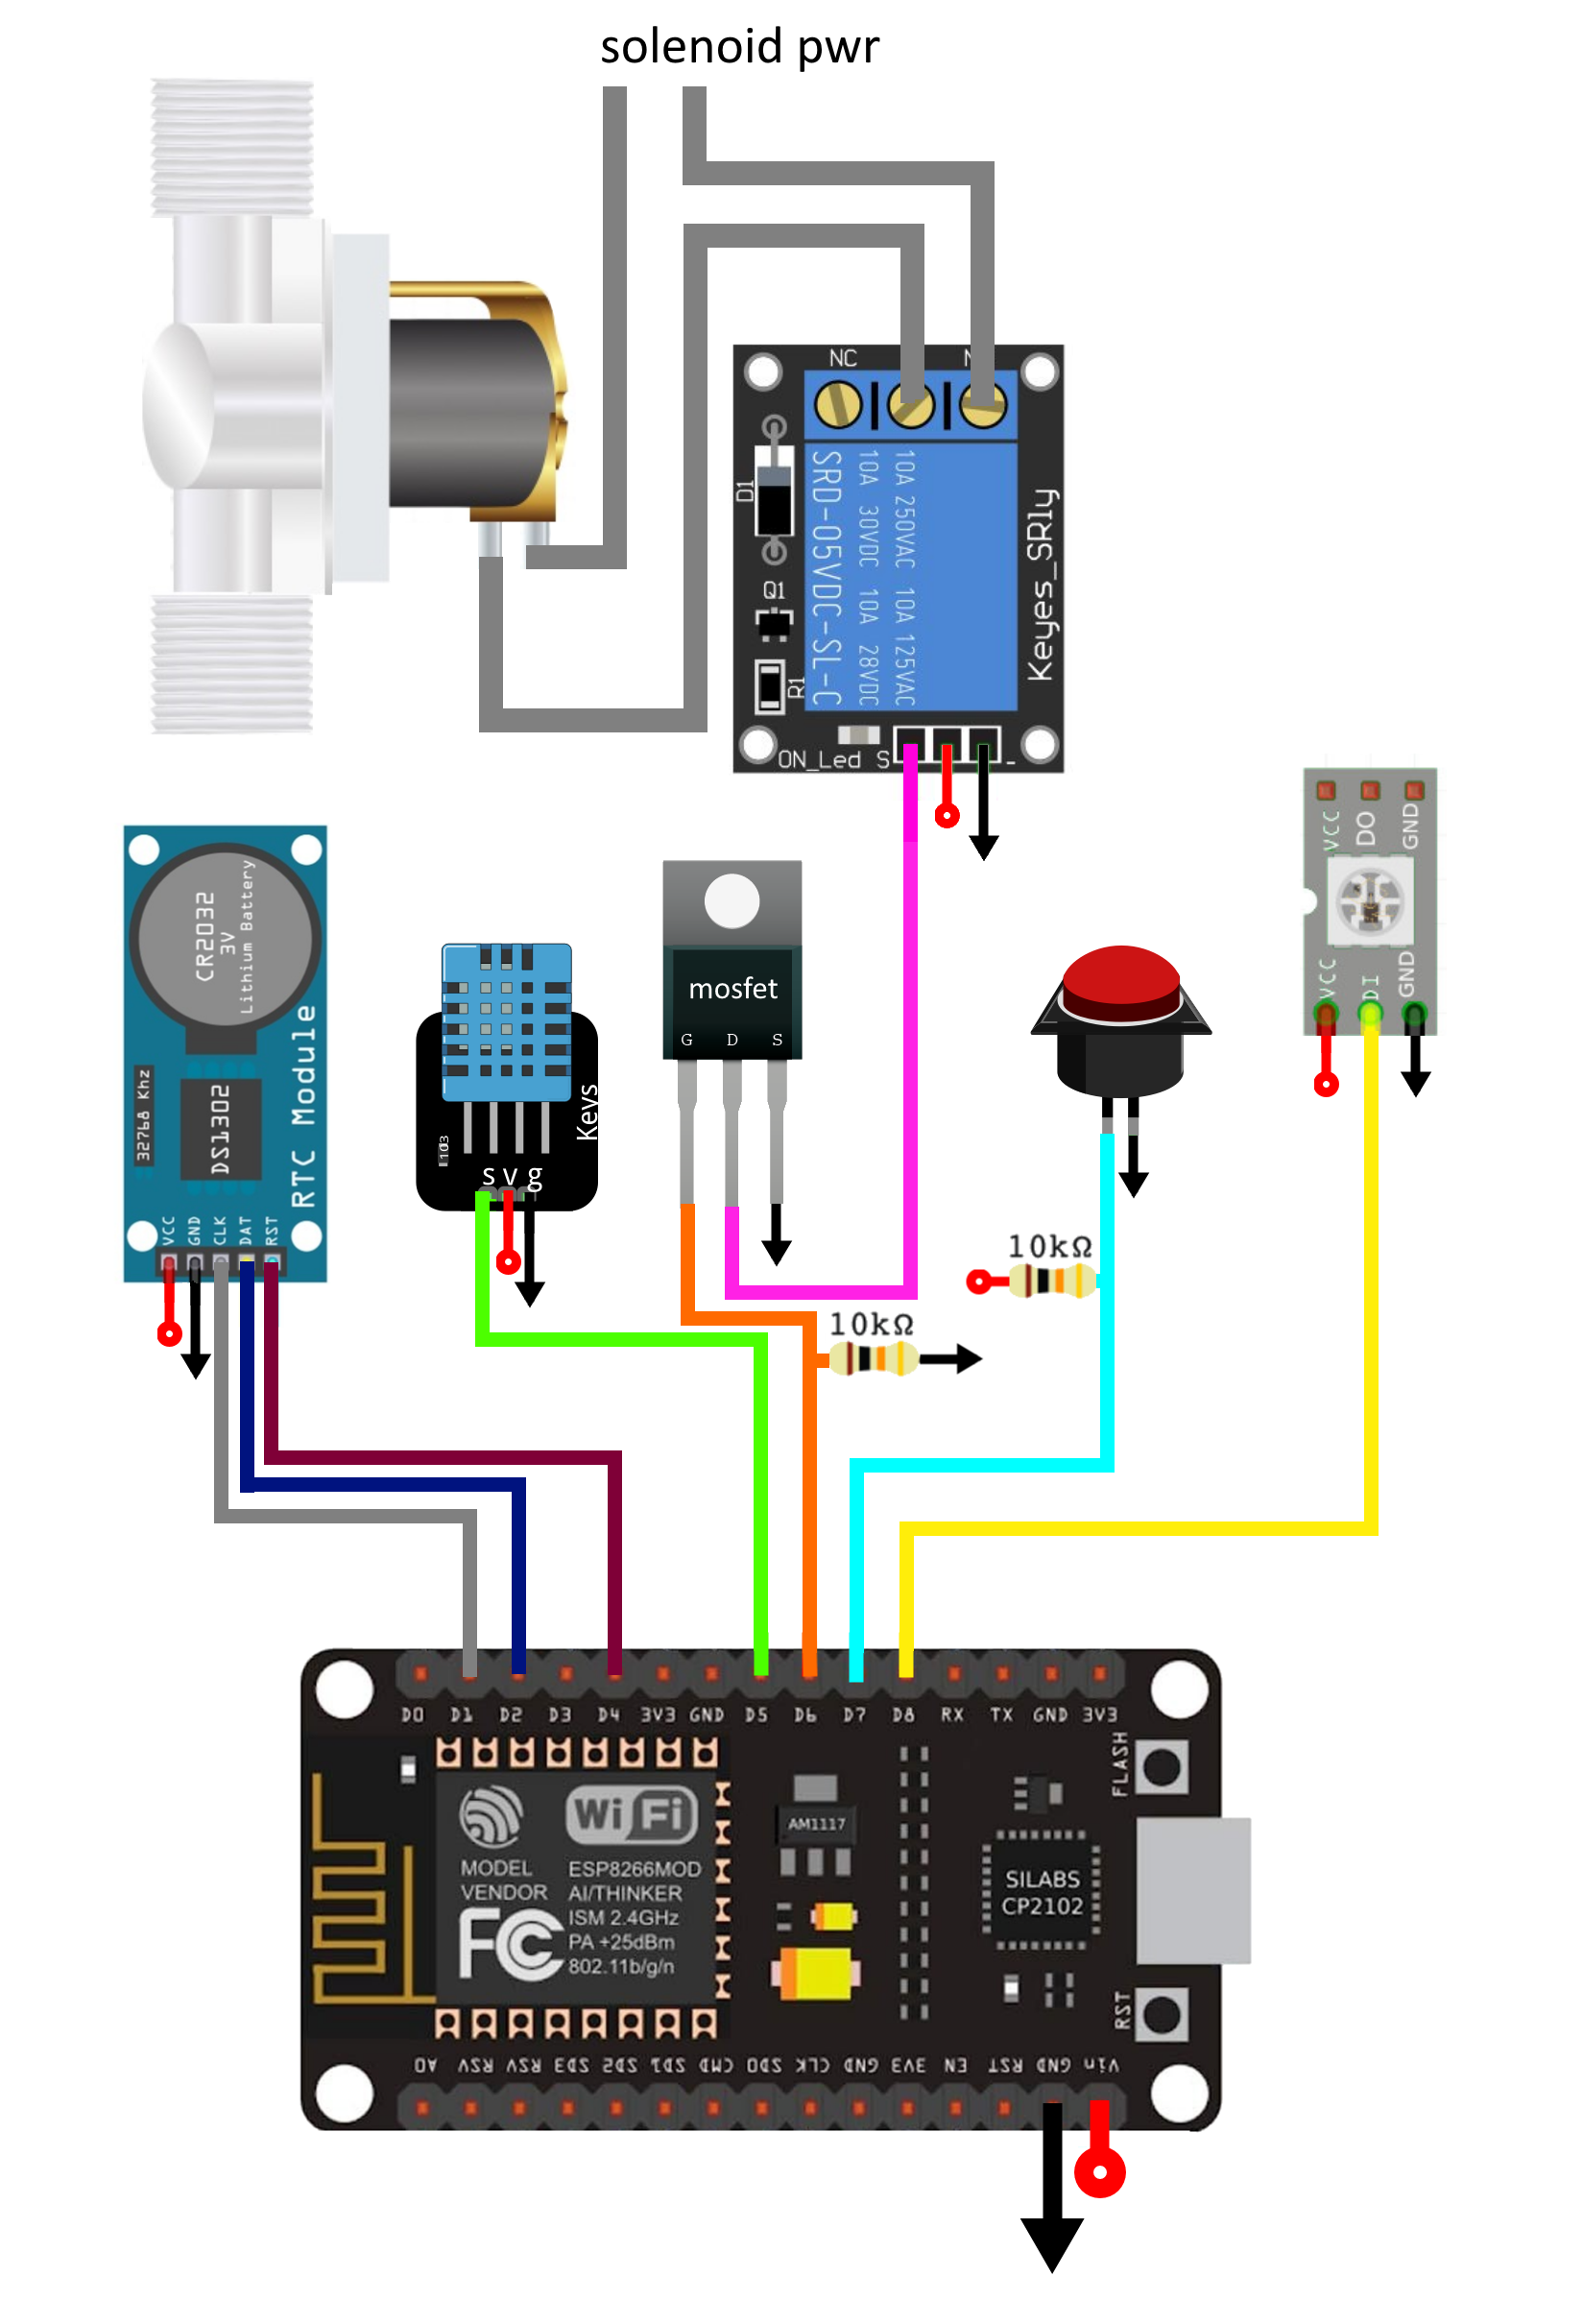 solenoid pwr
NC
D1
Q1
R1
SRD-05VDC-SL-C
10A 30VDC 10A 28VDC
10A 250VAC 10A 125VAC
Keyes_SRly
ON_Led S
-
VCC DO GND
VCC DI GND
CR2032
3V
Lithium Battery
32768 Khz
DS1302
RTC Module
VCC GND CLK DAT RST
103
Keys
s v g
mosfet
G D S
10kΩ
10kΩ
D0 D1 D2 D3 D4 3V3 GND D5 D6 D7 D8 RX TX GND 3V3
FLASH
WiFi
AM1117
MODEL ESP8266MOD
VENDOR AI/THINKER
ISM 2.4GHz
PA +25dBm
802.11b/g/n
FC
SILABS
CP2102
RST
A0 RSV RSV SD3 SD2 SD1 CMD SD0 CLK GND 3V3 EN RST GND Vin